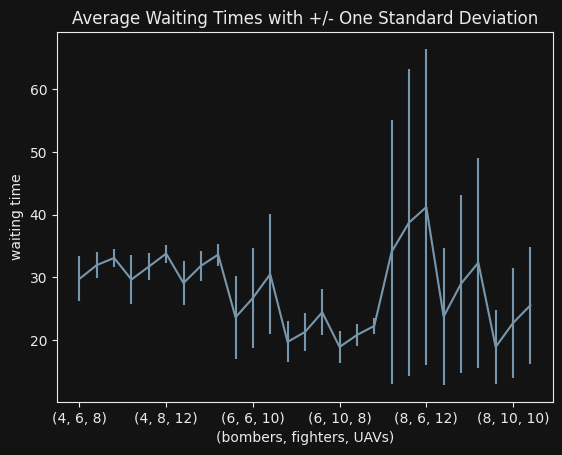 Average Waiting Times with +/- One Standard Deviation
60
50
40
30
20
waiting time
(4, 6, 8) (4, 8, 12) (6, 6, 10) (6, 10, 8) (8, 6, 12) (8, 10, 10)
(bombers, fighters, UAVs)